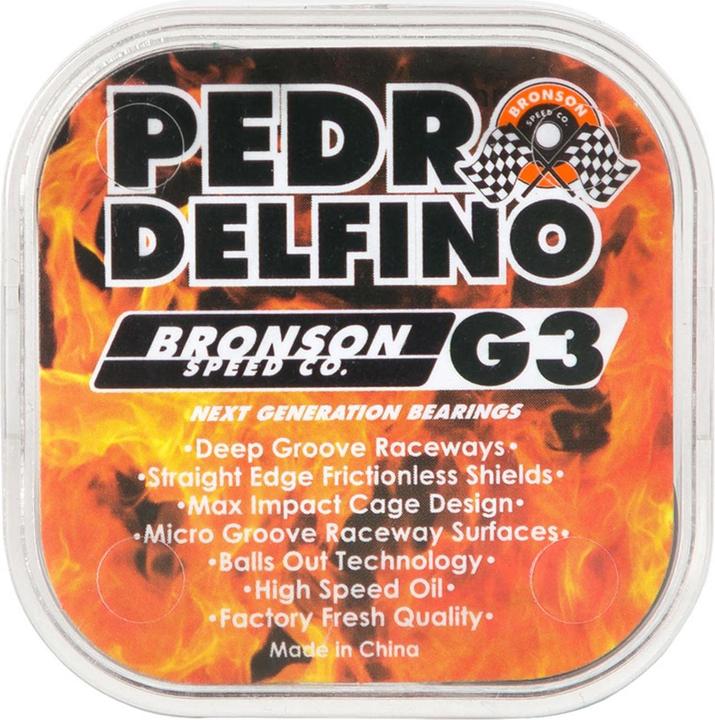 PEDRO
BRONSON
SPEED CO.
DELFINO
BRONSON
SPEED CO.
G3
NEXT GENERATION BEARINGS
•Deep Groove Raceways•
•Straight Edge Frictionless Shields•
•Max Impact Cage Design•
•Micro Groove Raceway Surfaces•
•Balls Out Technology•
•High Speed Oil•
•Factory Fresh Quality•
Made in China